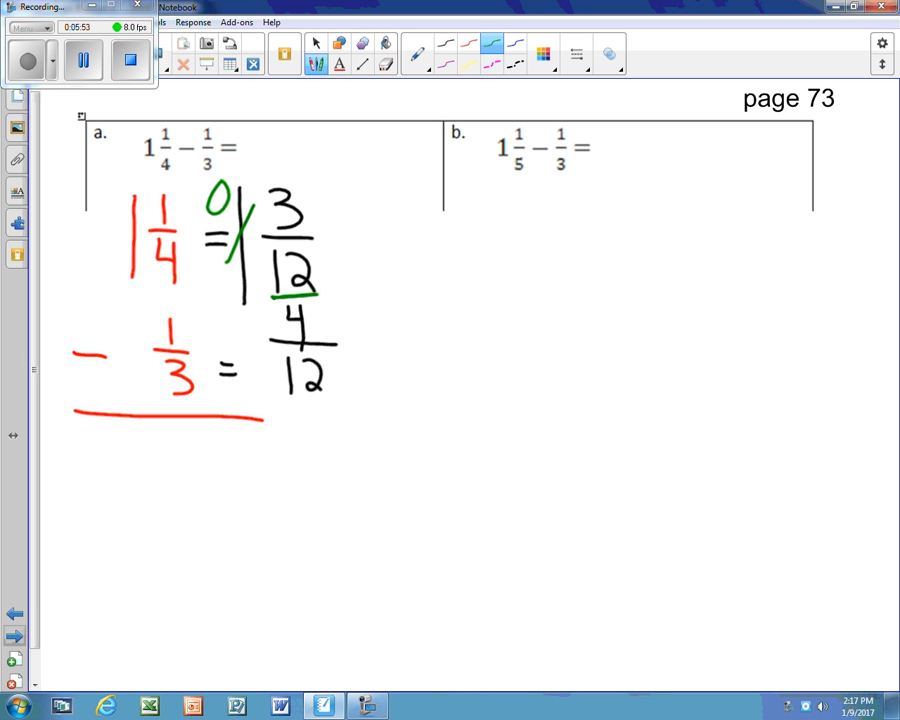 Recording...
Notebook
Menu
0:05:53
8.0 fps
Response Add-ons Help
page 73
a.
1 1/4 − 1/3 =
b.
1 1/5 − 1/3 =
0
1 1/4 = 1 3/12
− 1/3 = 4/12
2:17 PM
1/9/2017